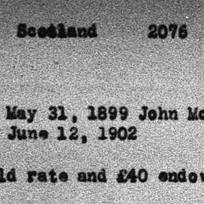 Scotland 2076
May 31, 1899 John Mc
June 12, 1902
ld rate and £40 endow